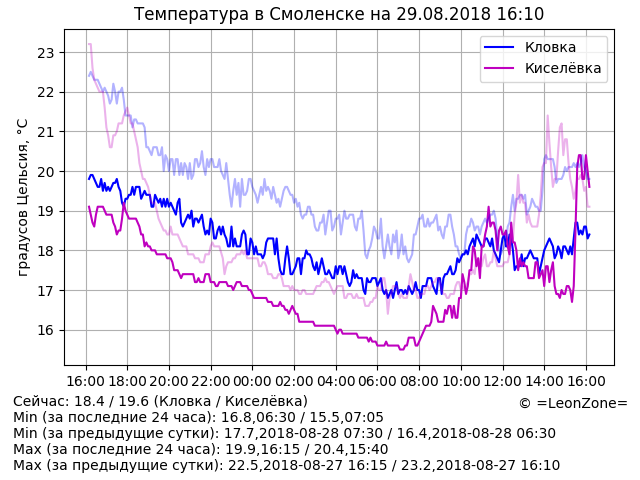 Температура в Смоленске на 29.08.2018 16:10
Кловка
Киселёвка
градусов Цельсия, °C
23
22
21
20
19
18
17
16
16:00 18:00 20:00 22:00 00:00 02:00 04:00 06:00 08:00 10:00 12:00 14:00 16:00
Сейчас: 18.4 / 19.6 (Кловка / Киселёвка)
© =LeonZone=
Min (за последние 24 часа): 16.8,06:30 / 15.5,07:05
Min (за предыдущие сутки): 17.7,2018-08-28 07:30 / 16.4,2018-08-28 06:30
Max (за последние 24 часа): 19.9,16:15 / 20.4,15:40
Max (за предыдущие сутки): 22.5,2018-08-27 16:15 / 23.2,2018-08-27 16:10